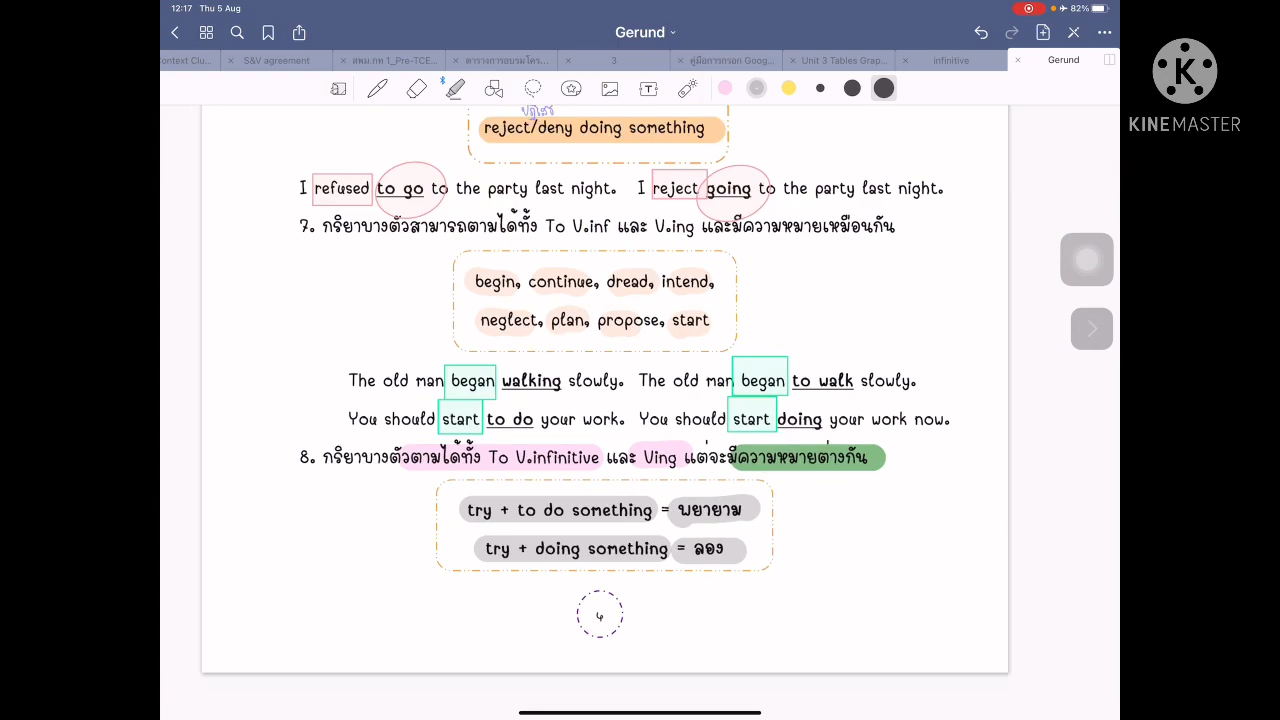 12:17 Thu 5 Aug
82%
Gerund
ontext Clu...
S&V agreement
สพม.กท 1_Pre-TCE...
ตารางการอบรมโคร...
3
คู่มือการกรอก Goog...
Unit 3 Tables Grap...
infinitive
Gerund
KINEMASTER
ปฏิเสธ
reject/deny doing something
I refused to go to the party last night. I reject going to the party last night.
7. กริยาบางตัวสามารถตามได้ทั้ง To V.inf และ V.ing และมีความหมายเหมือนกัน
begin, continue, dread, intend,
neglect, plan, propose, start
The old man began walking slowly. The old man began to walk slowly.
You should start to do your work. You should start doing your work now.
8. กริยาบางตัวตามได้ทั้ง To V.infinitive และ Ving แต่จะมีความหมายต่างกัน
try + to do something = พยายาม
try + doing something = ลอง